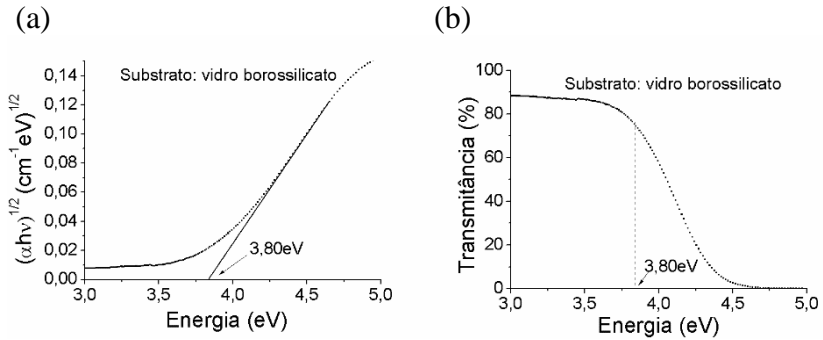 (a)
(αhν)^1/2 (cm^-1 eV)^1/2
0,14
0,12
0,10
0,08
0,06
0,04
0,02
0,00
Substrato: vidro borossilicato
3,80eV
3,0 3,5 4,0 4,5 5,0
Energia (eV)
(b)
Transmitância (%)
100
80
60
40
20
0
Substrato: vidro borossilicato
3,80eV
3,0 3,5 4,0 4,5 5,0
Energia (eV)